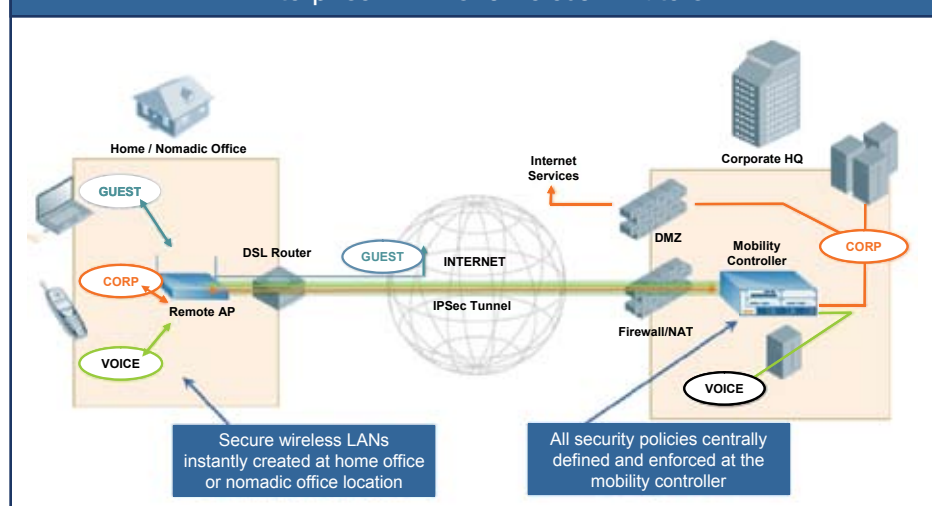 Home / Nomadic Office
GUEST
CORP
Remote AP
VOICE
DSL Router
GUEST
INTERNET
IPSec Tunnel
Internet
Services
Corporate HQ
DMZ
CORP
Mobility
Controller
Firewall/NAT
VOICE
Secure wireless LANs
instantly created at home office
or nomadic office location
All security policies centrally
defined and enforced at the
mobility controller